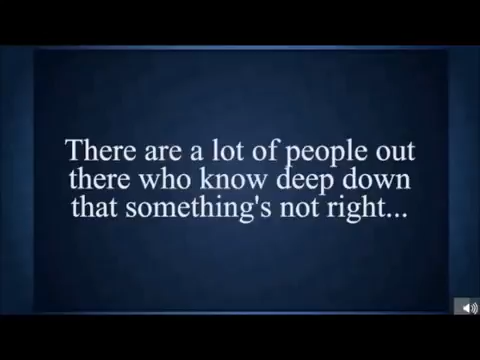 There are a lot of people out
there who know deep down
that something's not right...